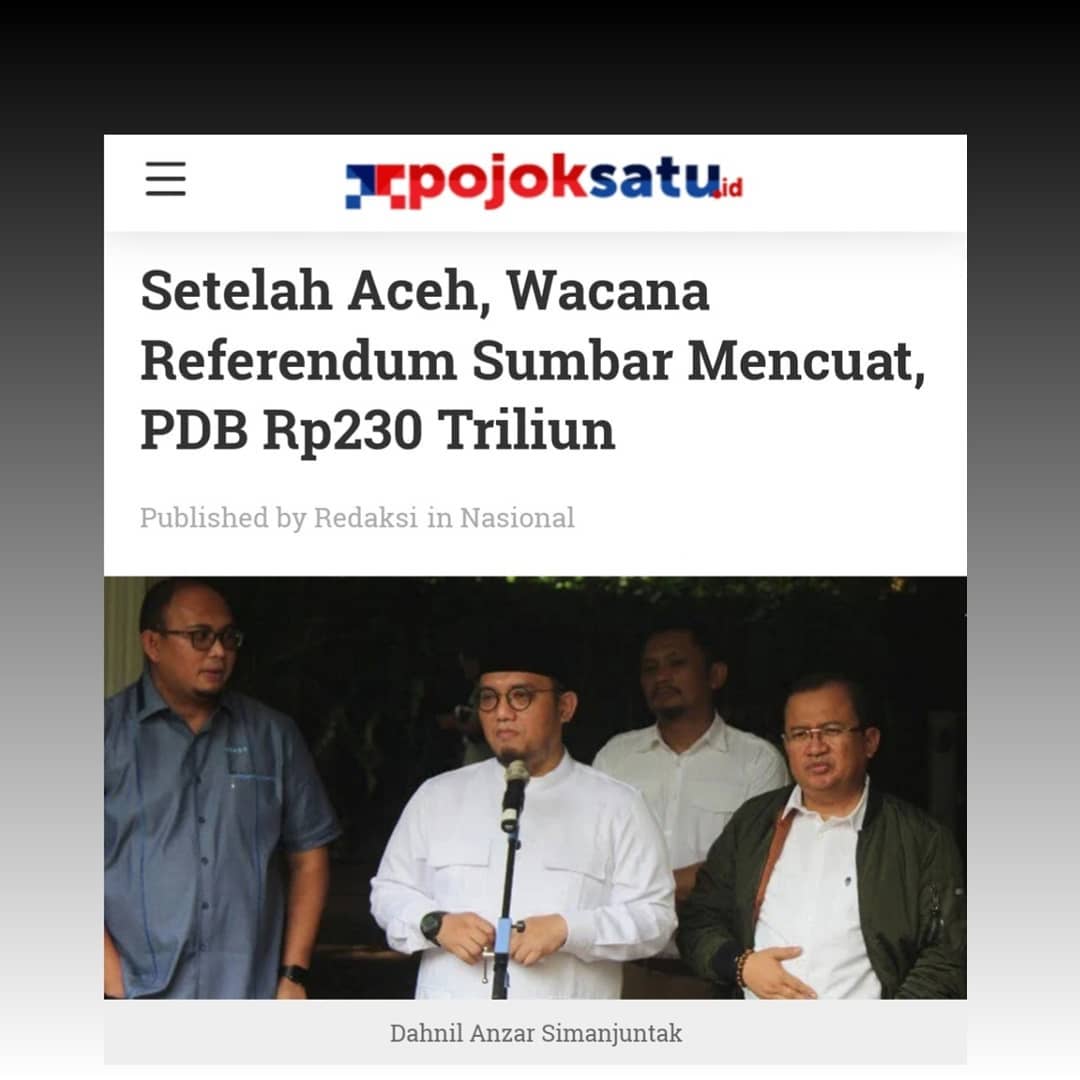 pojoksatu.id
Setelah Aceh, Wacana
Referendum Sumbar Mencuat,
PDB Rp230 Triliun
Published by Redaksi in Nasional
Dahnil Anzar Simanjuntak